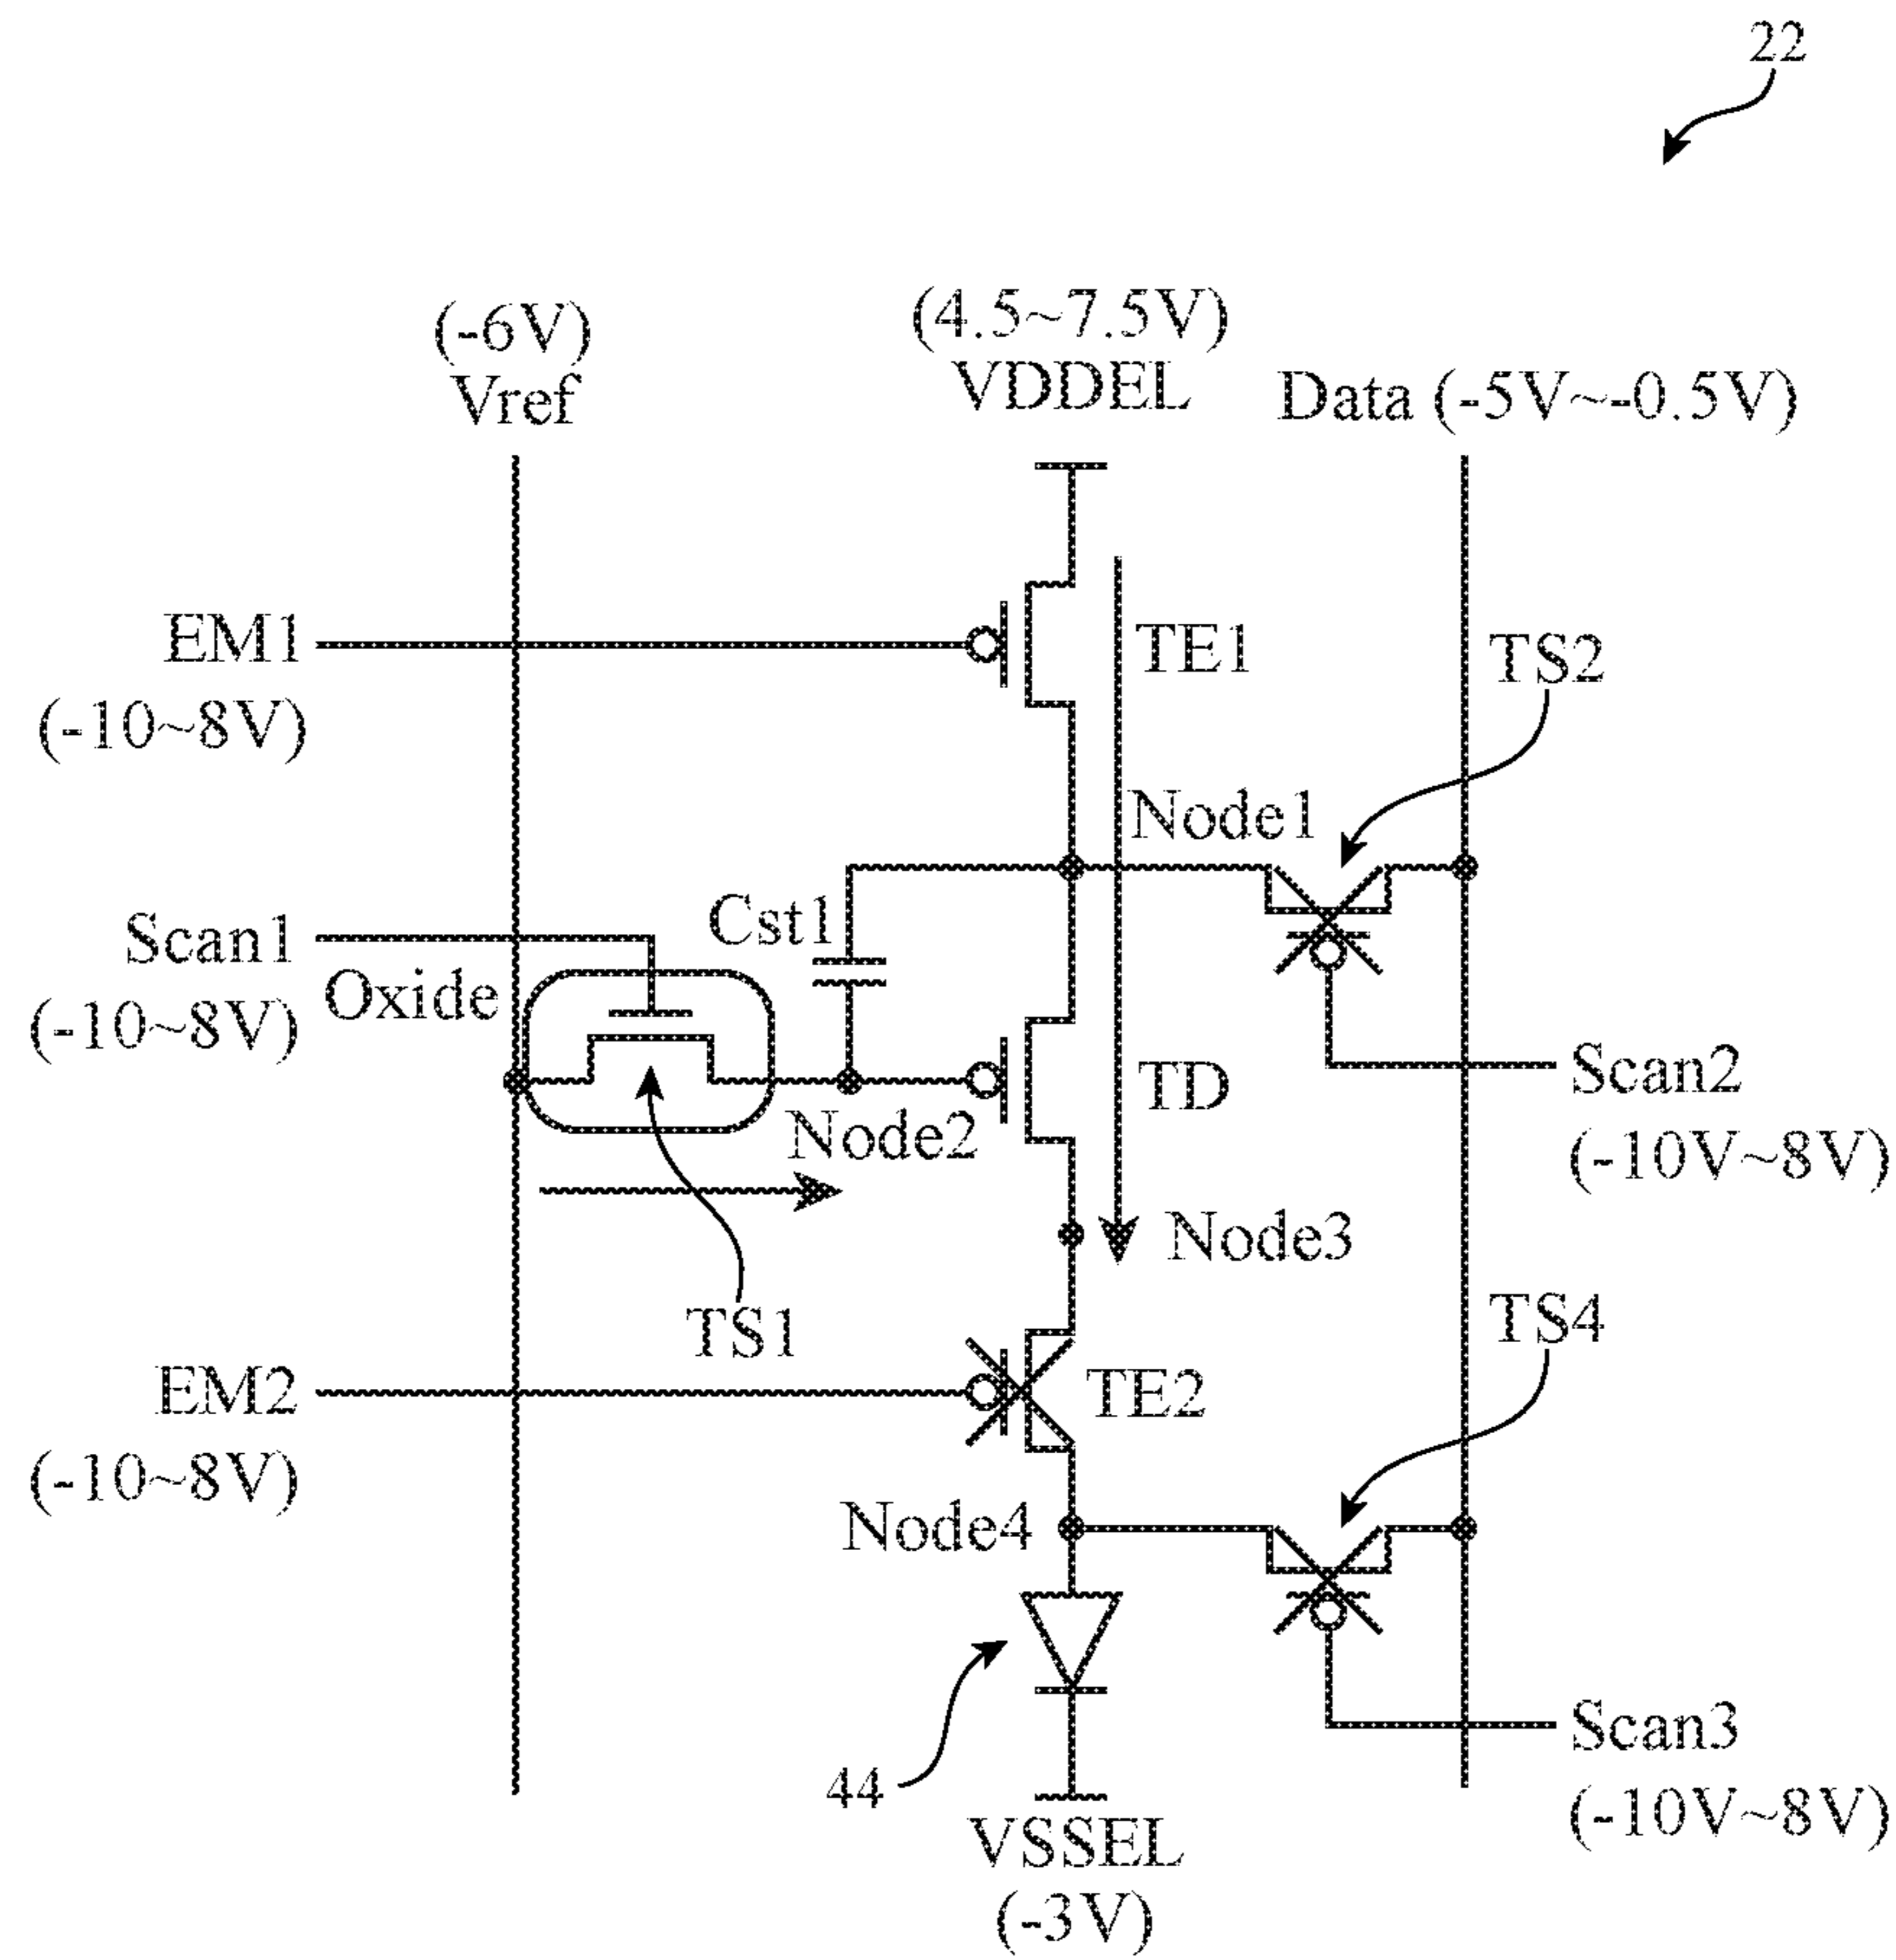 22
(-6V)
Vref
(4.5~7.5V)
VDDEL
Data (-5V~-0.5V)
EM1
(-10~8V)
TE1
TS2
Node1
Scan1
(-10~8V)
Oxide
Cst1
TD
Scan2
(-10V~8V)
Node2
Node3
TS1
TS4
EM2
(-10~8V)
TE2
Node4
44
Scan3
(-10V~8V)
VSSEL
(-3V)